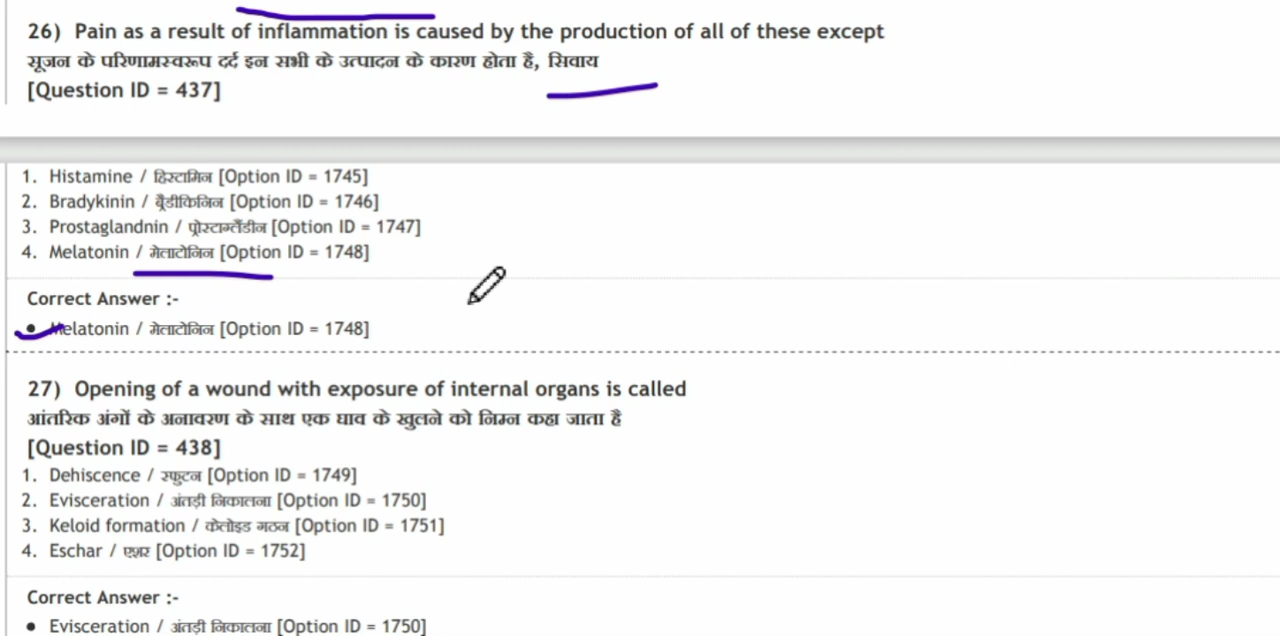 26) Pain as a result of inflammation is caused by the production of all of these except
सूजन के परिणामस्वरूप दर्द इन सभी के उत्पादन के कारण होता है, सिवाय
[Question ID = 437]
1. Histamine / हिस्टामिन [Option ID = 1745]
2. Bradykinin / ब्रैडीकिनिन [Option ID = 1746]
3. Prostaglandnin / प्रोस्टाग्लैंडीन [Option ID = 1747]
4. Melatonin / मेलाटोनिन [Option ID = 1748]
Correct Answer :-
• Melatonin / मेलाटोनिन [Option ID = 1748]
27) Opening of a wound with exposure of internal organs is called
आंतरिक अंगों के अनावरण के साथ एक घाव के खुलने को निम्न कहा जाता है
[Question ID = 438]
1. Dehiscence / स्फुटन [Option ID = 1749]
2. Evisceration / अंतड़ी निकालना [Option ID = 1750]
3. Keloid formation / केलोइड गठन [Option ID = 1751]
4. Eschar / एशर [Option ID = 1752]
Correct Answer :-
• Evisceration / अंतड़ी निकालना [Option ID = 1750]